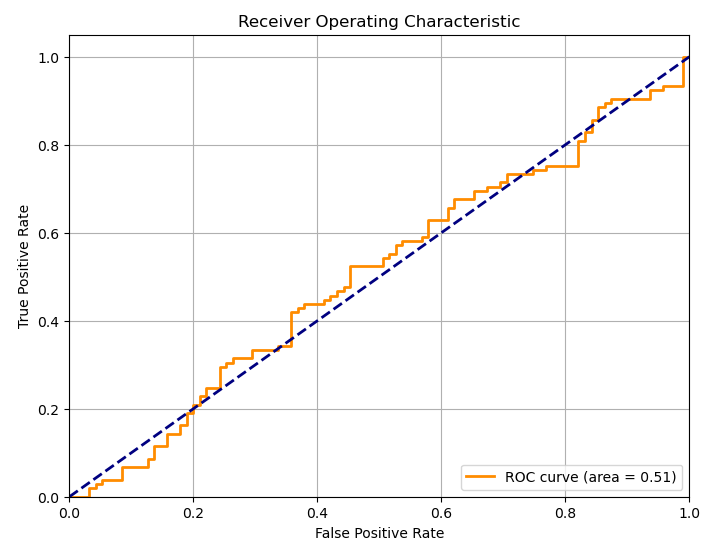 Receiver Operating Characteristic
True Positive Rate
1.0
0.8
0.6
0.4
0.2
0.0
ROC curve (area = 0.51)
0.0 0.2 0.4 0.6 0.8 1.0
False Positive Rate